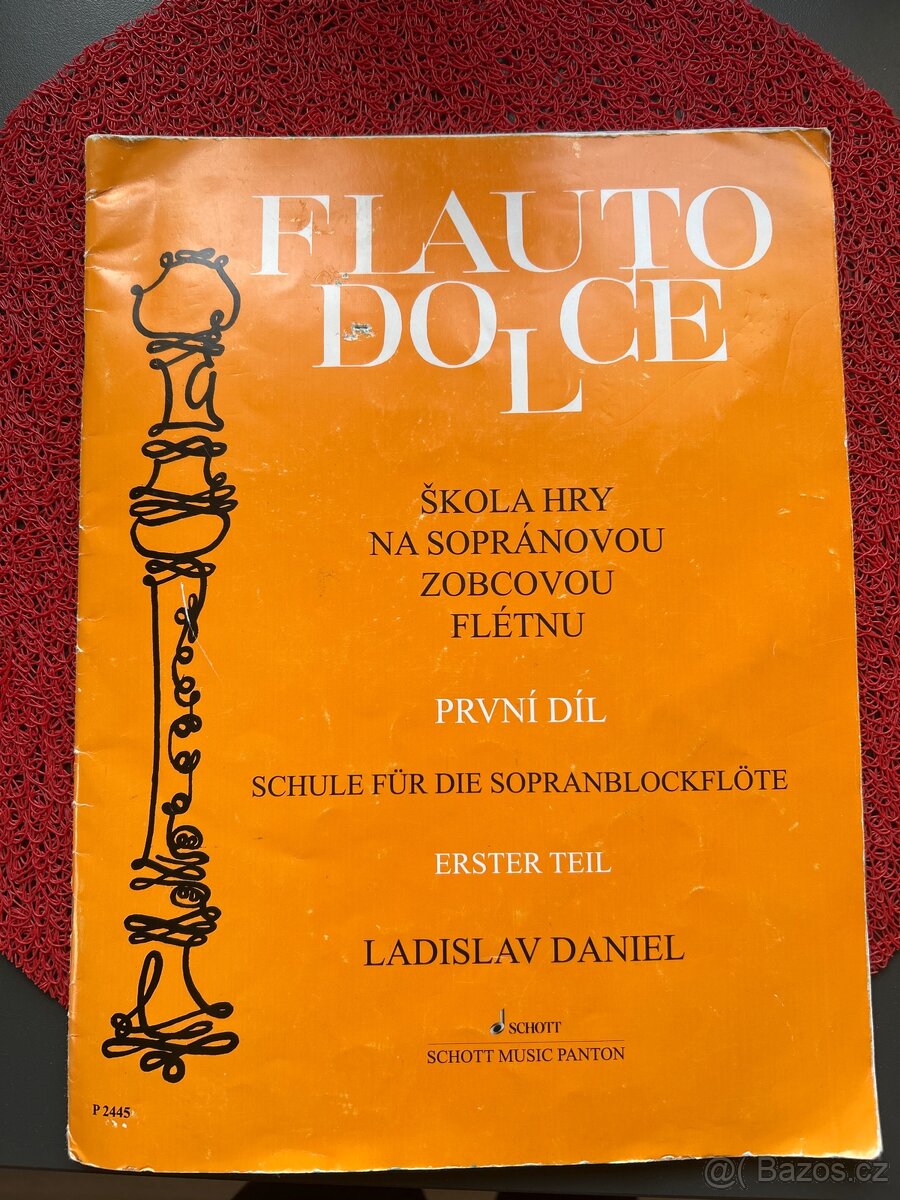 FLAUTO
DOLCE
ŠKOLA HRY
NA SOPRÁNOVOU
ZOBCOVOU
FLÉTNU
PRVNÍ DÍL
SCHULE FÜR DIE SOPRANBLOCKFLÖTE
ERSTER TEIL
LADISLAV DANIEL
SCHOTT
SCHOTT MUSIC PANTON
P 2445
@( Bazos.cz